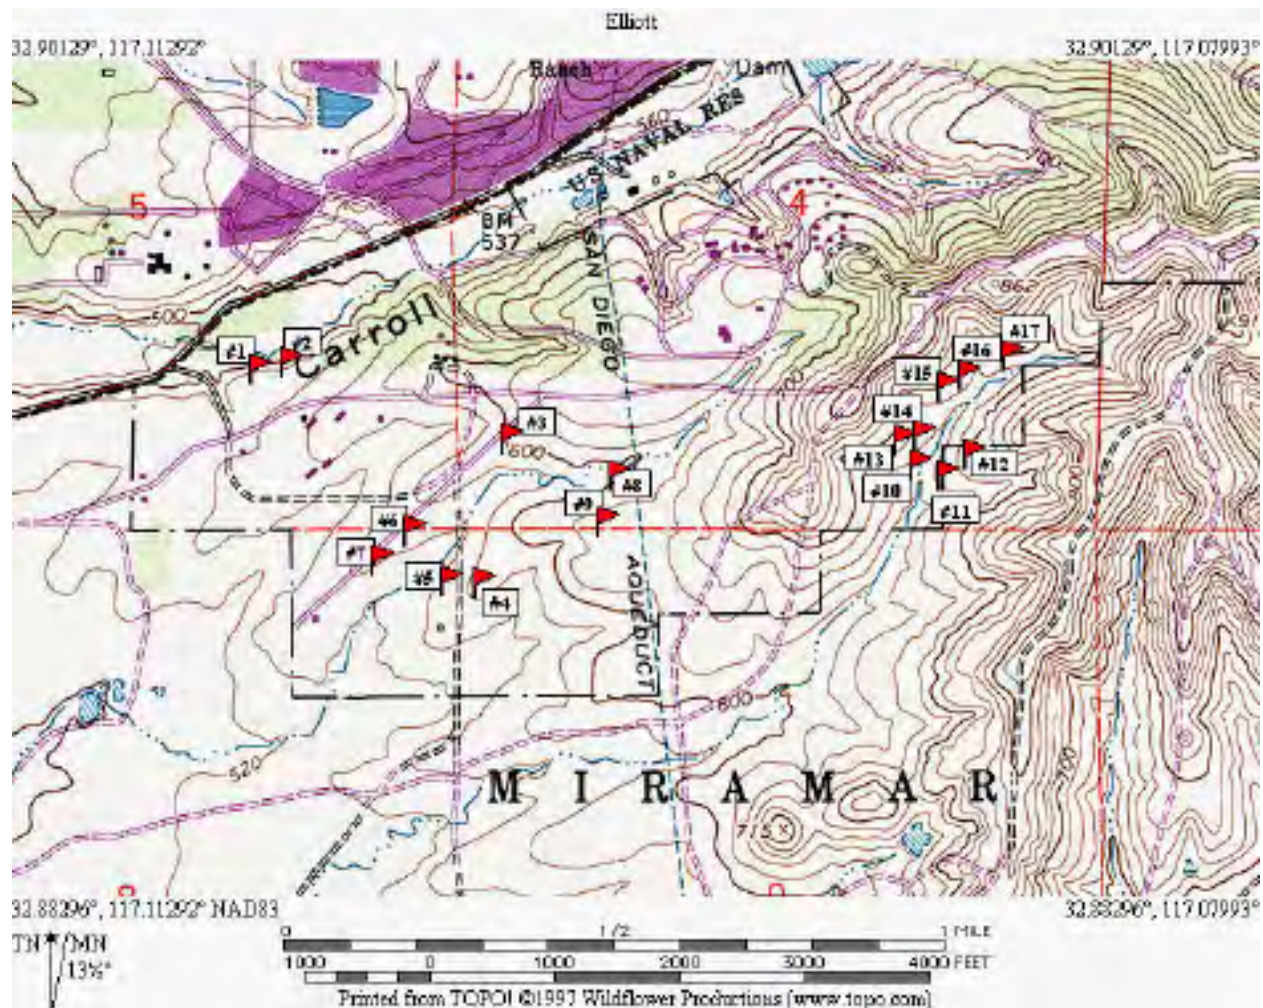 Elliott
32.90129°, 117.11292°
32.90129°, 117.07993°
Ranch
Dam
560
US NAVAL RES
5
4
BM
537
SAN DIEGO
862
500
Carroll
#1
#2
#17
#16
#15
#14
#3
600
#13
#12
#8
#10
#9
#11
#6
#7
#5
#4
AQUEDUCT
600
520
700
MIRAMAR
715
32.88296°, 117.11292° NAD83
32.88296°, 117.07993°
TN MN
13½°
0 1/2 1 MILE
1000 0 1000 2000 3000 4000 FEET
Printed from TOPO! ©1997 Wildflower Productions (www.topo.com)